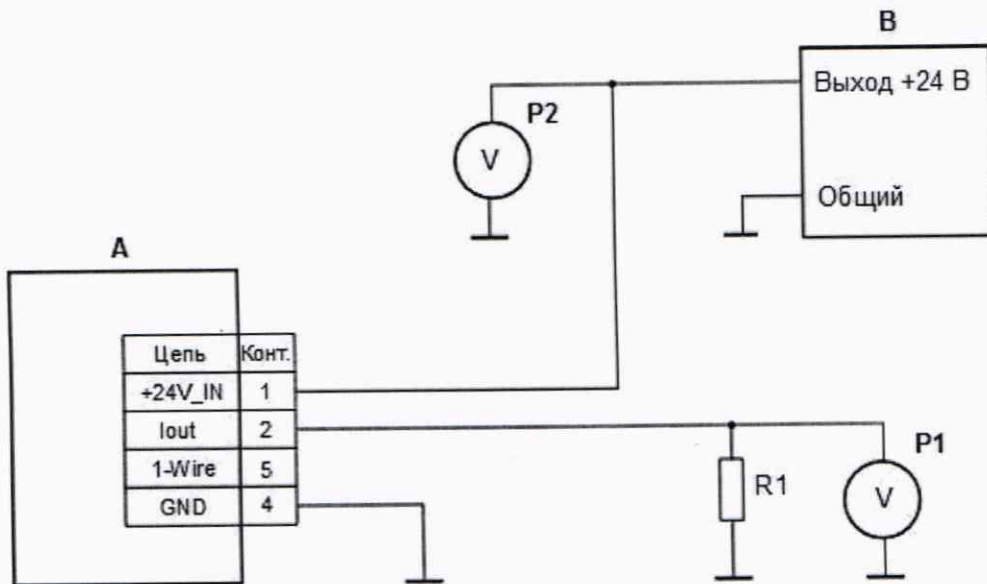 B
Выход +24 В
P2
V
Общий
A
Цепь Конт.
+24V_IN 1
Iout 2
1-Wire 5
GND 4
R1
P1
V